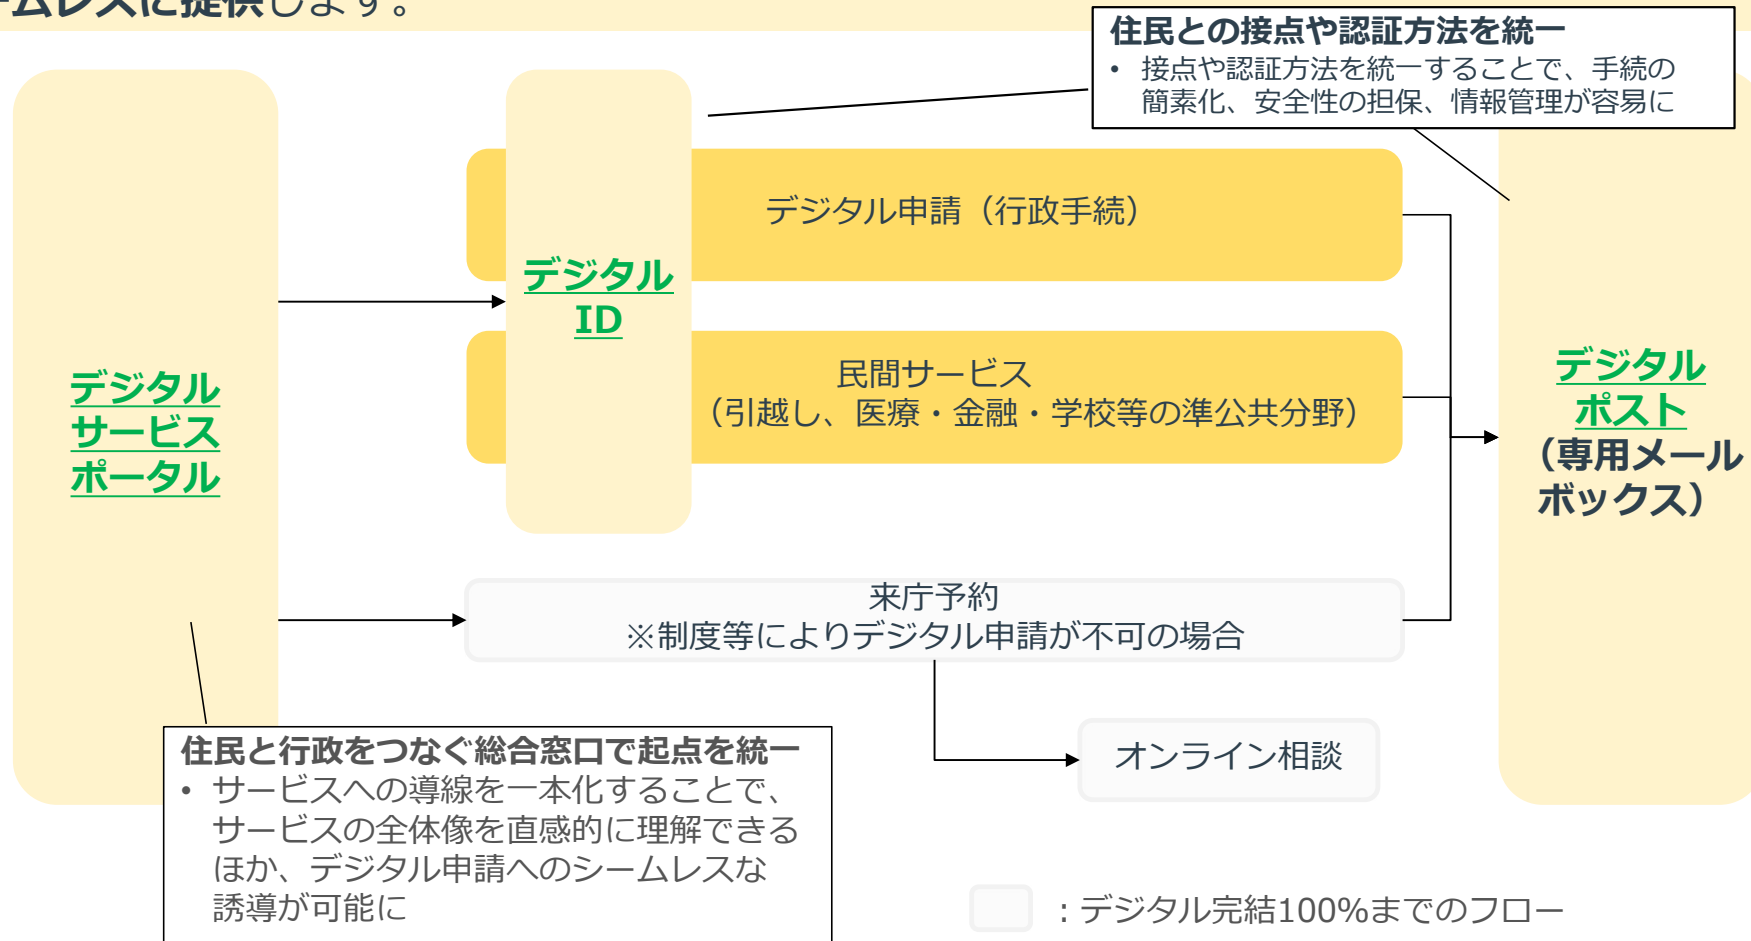 ームレスに提供します。
住民との接点や認証方法を統一
• 接点や認証方法を統一することで、手続の
簡素化、安全性の担保、情報管理が容易に
デジタル申請（行政手続）
デジタル
ID
民間サービス
（引越し、医療・金融・学校等の準公共分野）
デジタル
サービス
ポータル
デジタル
ポスト
（専用メール
ボックス）
来庁予約
※制度等によりデジタル申請が不可の場合
オンライン相談
住民と行政をつなぐ総合窓口で起点を統一
• サービスへの導線を一本化することで、
サービスの全体像を直感的に理解できる
ほか、デジタル申請へのシームレスな
誘導が可能に
：デジタル完結100%までのフロー